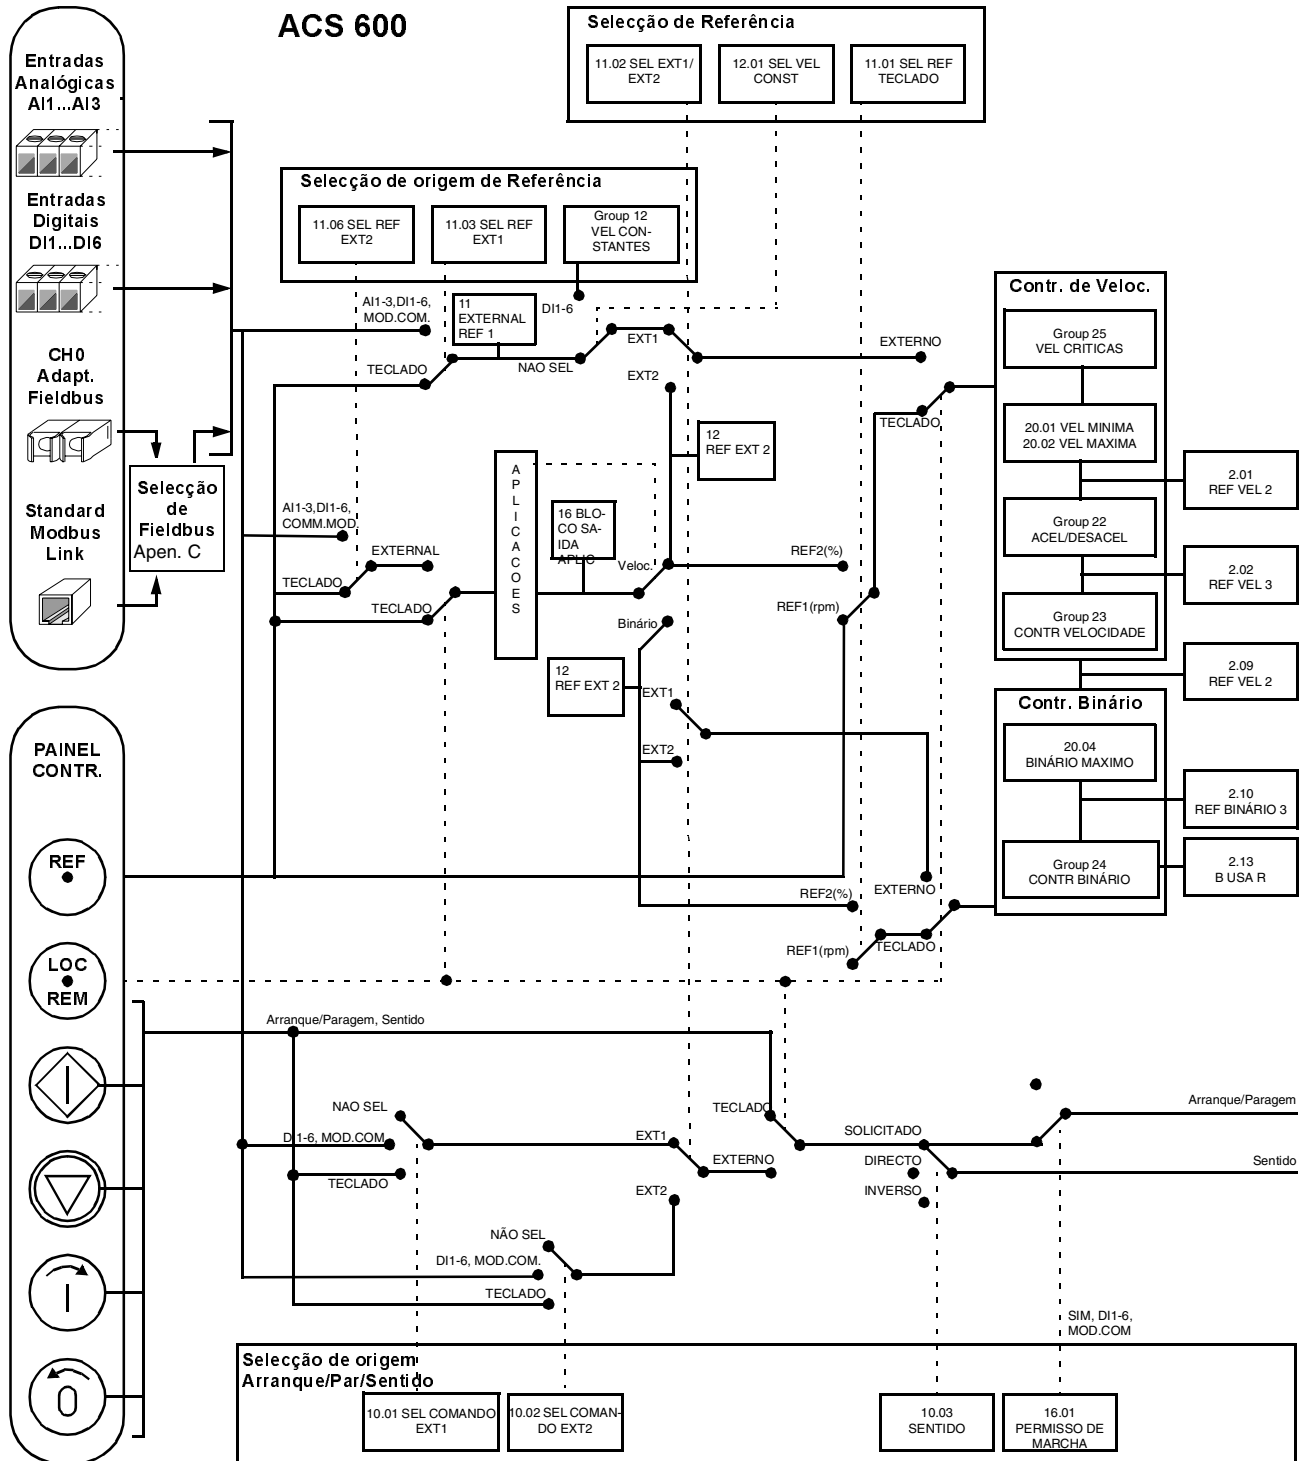 ACS 600
Selecção de Referência
11.02 SEL EXT1/
EXT2
12.01 SEL VEL
CONST
11.01 SEL REF
TECLADO
Entradas
Analógicas
AI1...AI3
Entradas
Digitais
DI1...DI6
CH0
Adapt.
Fieldbus
Standard
Modbus
Link
Selecção
de
Fieldbus
Apen. C
Selecção de origem de Referência
11.06 SEL REF
EXT2
11.03 SEL REF
EXT1
Group 12
VEL CON-
STANTES
AI1-3,DI1-6,
MOD.COM.
11
EXTERNAL
REF 1
DI1-6
TECLADO
NAO SEL
EXT1
EXT2
EXTERNO
TECLADO
12
REF EXT 2
Contr. de Veloc.
Group 25
VEL CRITICAS
20.01 VEL MINIMA
20.02 VEL MAXIMA
Group 22
ACEL/DESACEL
Group 23
CONTR VELOCIDADE
2.01
REF VEL 2
2.02
REF VEL 3
2.09
REF VEL 2
AI1-3,DI1-6,
COMM.MOD.
EXTERNAL
TECLADO
TECLADO
APLICACOES
16 BLO-
CO SA-
IDA
APLIC
Veloc.
REF2(%)
REF1(rpm)
Binário
12
REF EXT 2
EXT1
EXT2
Contr. Binário
20.04
BINÁRIO MAXIMO
Group 24
CONTR BINÁRIO
2.10
REF BINÁRIO 3
2.13
B USA R
PAINEL
CONTR.
REF
LOC
REM
EXTERNO
REF2(%)
REF1(rpm)
TECLADO
Arranque/Paragem, Sentido
NAO SEL
DI1-6, MOD.COM
TECLADO
EXT1
EXT2
TECLADO
EXTERNO
SOLICITADO
DIRECTO
INVERSO
Arranque/Paragem
Sentido
NÃO SEL
DI1-6, MOD.COM.
TECLADO
SIM, DI1-6,
MOD.COM
Selecção de origem
Arranque/Par/Sentido
10.01 SEL COMANDO
EXT1
10.02 SEL COMAN-
DO EXT2
10.03
SENTIDO
16.01
PERMISSO DE
MARCHA